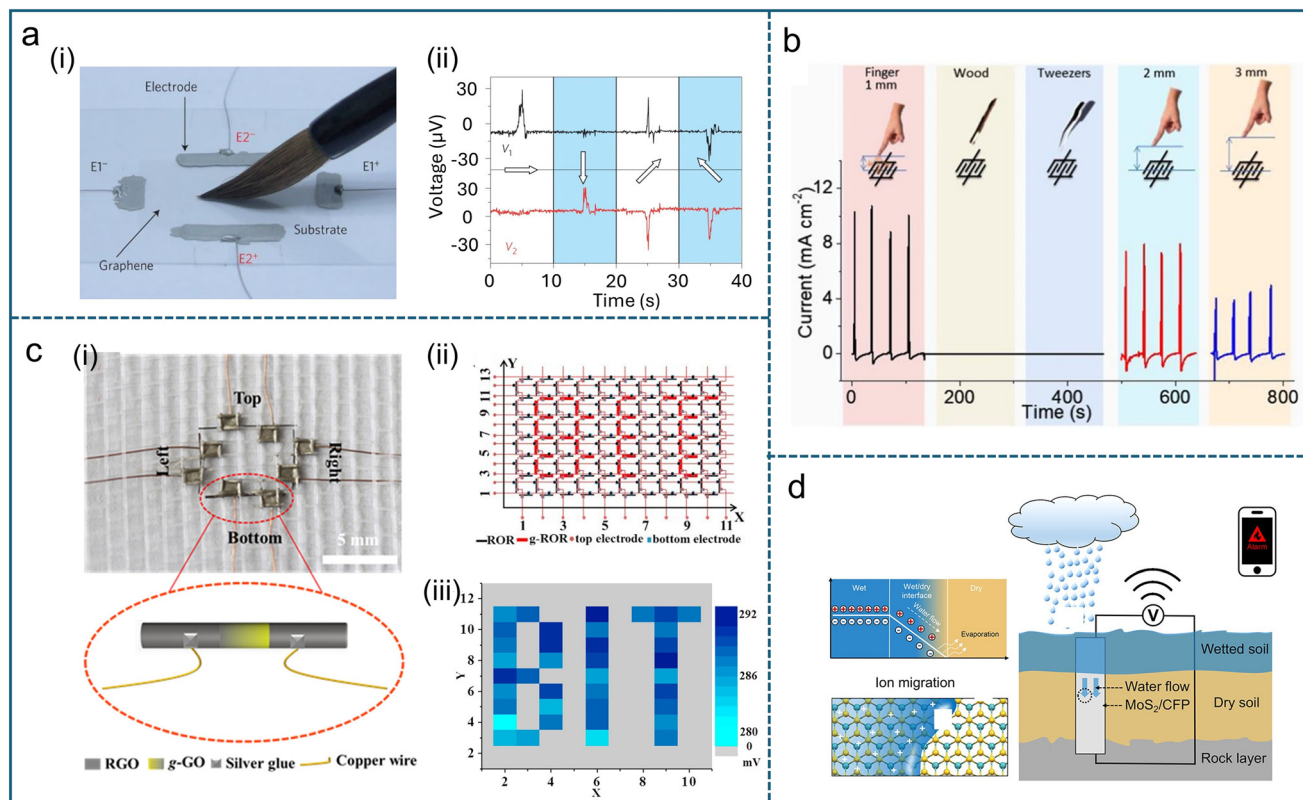 a
(i)
Electrode
E2⁻
E1⁻
E1⁺
Substrate
Graphene
E2⁺
(ii)
Voltage (µV)
30
0
-30
V₁
30
0
-30
V₂
0 10 20 30 40
Time (s)
b
Finger
1 mm
Wood
Tweezers
2 mm
3 mm
Current (mA cm⁻²)
12
8
4
0
0 200 400 600 800
Time (s)
c
(i)
Top
Left
Right
Bottom
5 mm
RGO g-GO Silver glue Copper wire
(ii)
Y
13
11
9
7
5
3
1
1 3 5 7 9 11
X
ROR g-ROR top electrode bottom electrode
(iii)
Y
12
10
8
6
4
2
2 4 6 8 10
X
292
286
280
0
mV
d
Wet
Wet/dry
interface
Dry
Water flow
Evaporation
Ion migration
Alarm
V
Wetted soil
Water flow
MoS₂/CFP
Dry soil
Rock layer